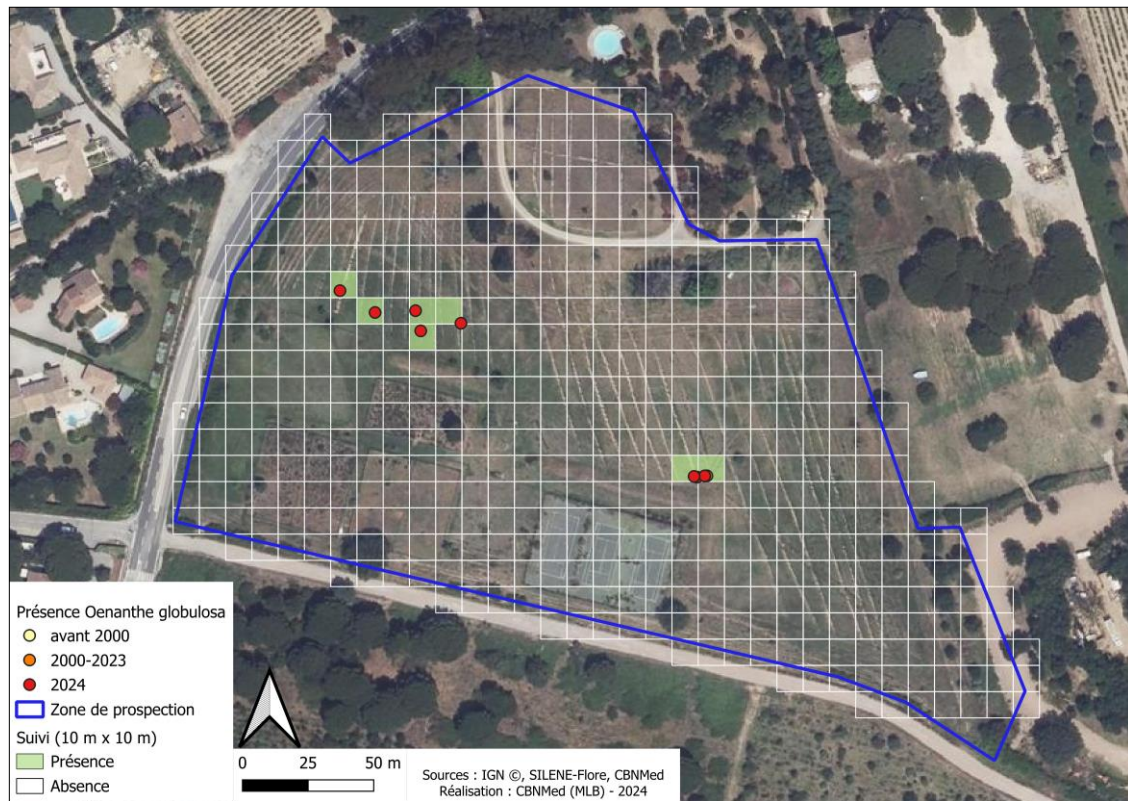 Présence Oenanthe globulosa
avant 2000
2000-2023
2024
Zone de prospection
Suivi (10 m x 10 m)
Présence
Absence
0 25 50 m
Sources : IGN ©, SILENE-Flore, CBNMed
Réalisation : CBNMed (MLB) - 2024